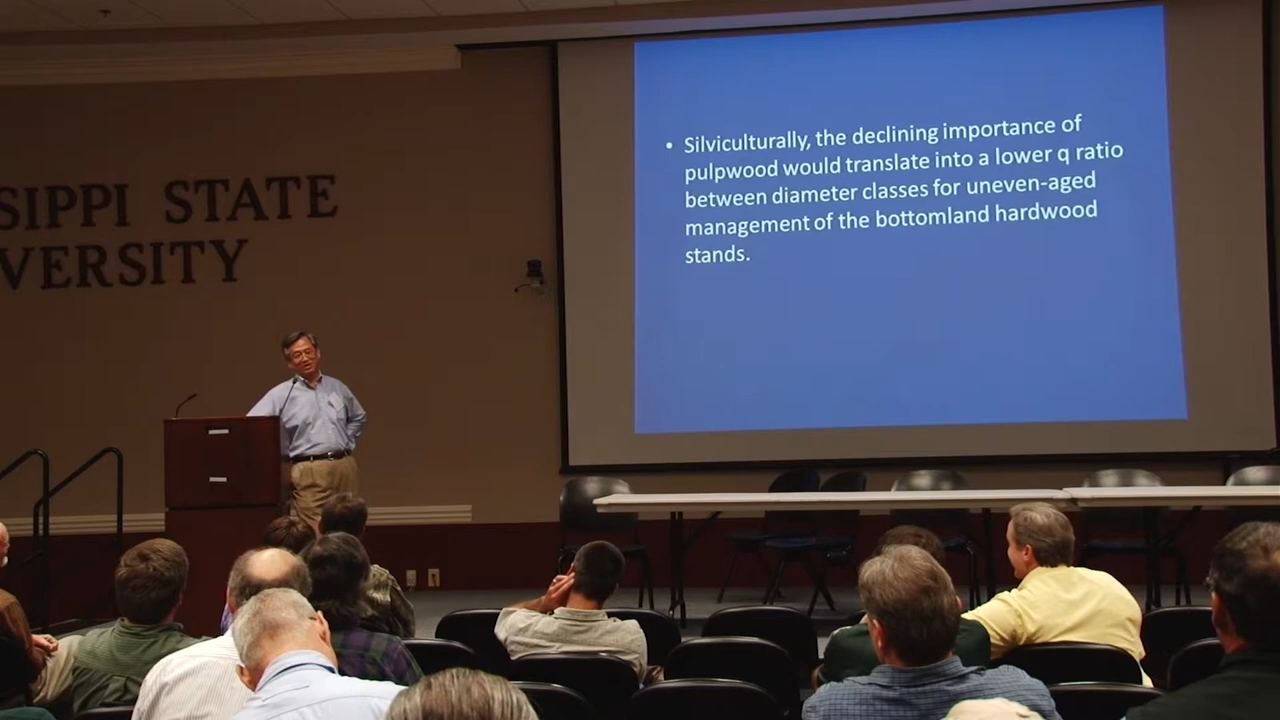 SIPPI STATE
VERSITY
• Silviculturally, the declining importance of
pulpwood would translate into a lower q ratio
between diameter classes for uneven-aged
management of the bottomland hardwood
stands.